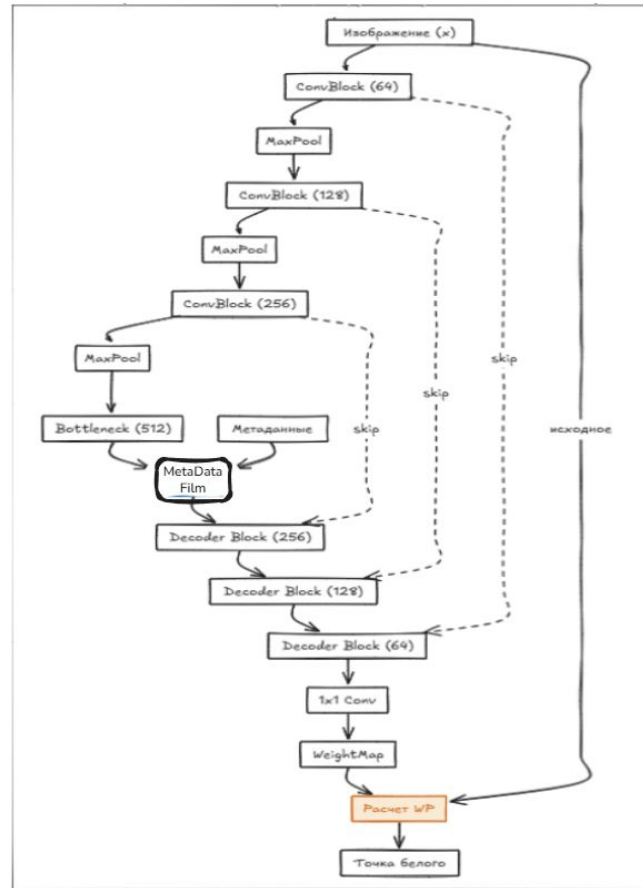 Изображение (x)
ConvBlock (64)
MaxPool
ConvBlock (128)
MaxPool
ConvBlock (256)
MaxPool
skip
skip
skip
исходное
Bottleneck (512)
Метаданные
MetaData
Film
Decoder Block (256)
Decoder Block (128)
Decoder Block (64)
1x1 Conv
WeightMap
Расчет WP
Точка белого